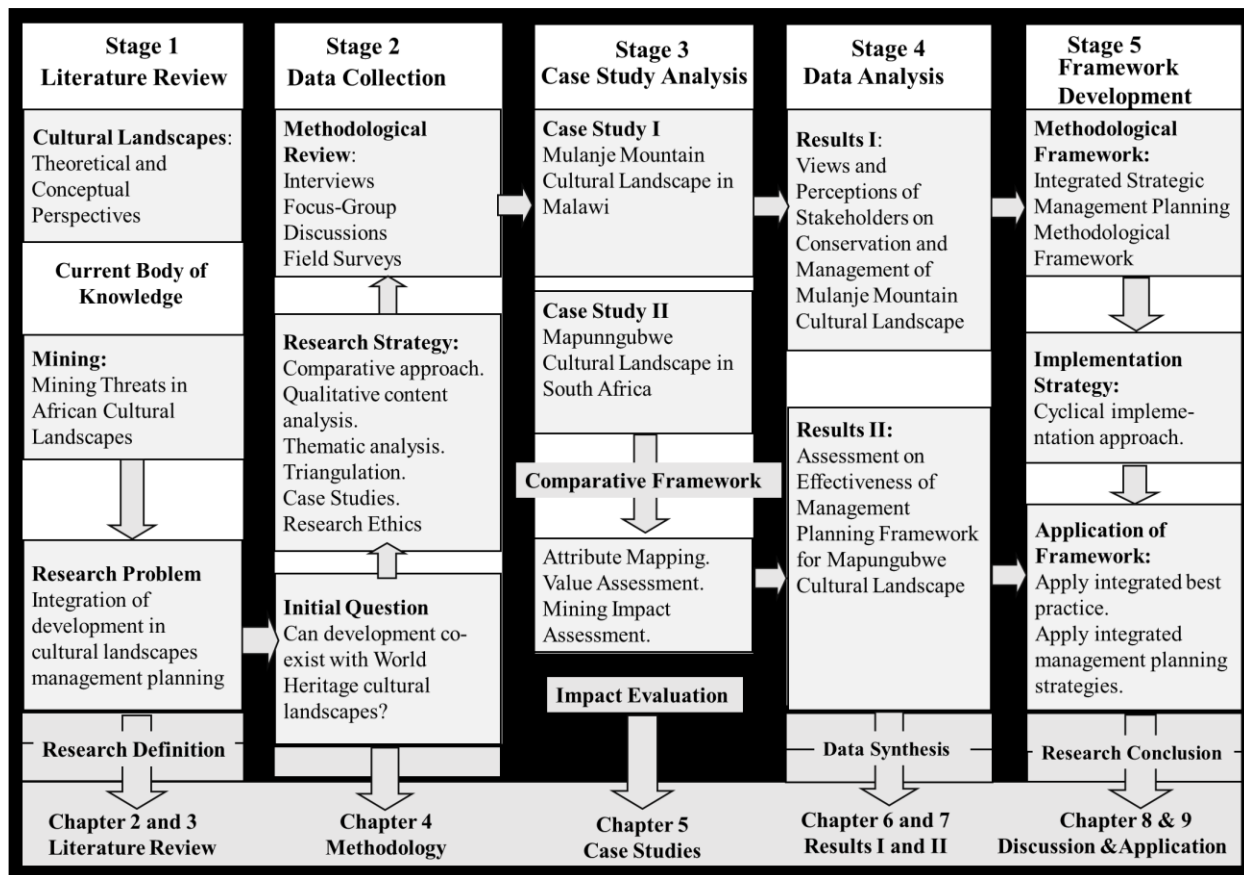 Stage 1
Literature Review
Cultural Landscapes:
Theoretical and
Conceptual
Perspectives
Current Body of
Knowledge
Mining:
Mining Threats in
African Cultural
Landscapes
Research Problem
Integration of
development in
cultural landscapes
management planning
Research Definition
Chapter 2 and 3
Literature Review
Stage 2
Data Collection
Methodological
Review:
Interviews
Focus-Group
Discussions
Field Surveys
Research Strategy:
Comparative approach.
Qualitative content
analysis.
Thematic analysis.
Triangulation.
Case Studies.
Research Ethics
Initial Question
Can development co-
exist with World
Heritage cultural
landscapes?
Chapter 4
Methodology
Stage 3
Case Study Analysis
Case Study I
Mulanje Mountain
Cultural Landscape in
Malawi
Case Study II
Mapunngubwe
Cultural Landscape in
South Africa
Comparative Framework
Attribute Mapping.
Value Assessment.
Mining Impact
Assessment.
Impact Evaluation
Chapter 5
Case Studies
Stage 4
Data Analysis
Results I:
Views and
Perceptions of
Stakeholders on
Conservation and
Management of
Mulanje Mountain
Cultural Landscape
Results II:
Assessment on
Effectiveness of
Management
Planning Framework
for Mapungubwe
Cultural Landscape
Data Synthesis
Chapter 6 and 7
Results I and II
Stage 5
Framework
Development
Methodological
Framework:
Integrated Strategic
Management Planning
Methodological
Framework
Implementation
Strategy:
Cyclical impleme-
ntation approach.
Application of
Framework:
Apply integrated best
practice.
Apply integrated
management planning
strategies.
Research Conclusion
Chapter 8 & 9
Discussion &Application